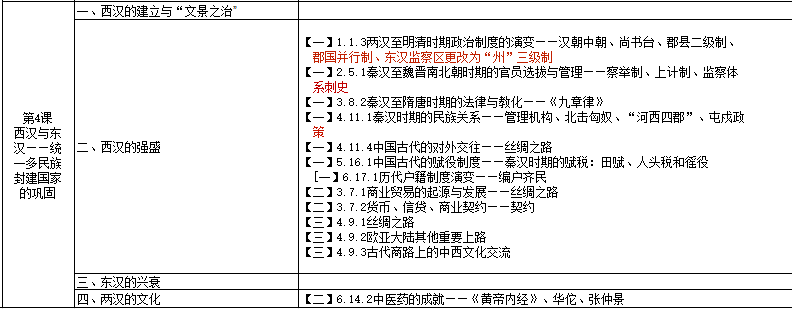 第4课
西汉与东
汉——统
一多民族
封建国家
的巩固
一、西汉的建立与“文景之治”
二、西汉的强盛
【一】1.1.3两汉至明清时期政治制度的演变——汉朝中朝、尚书台、郡县二级制、
郡国并行制、东汉监察区更改为“州”三级制
【一】2.5.1秦汉至魏晋南北朝时期的官员选拔与管理——察举制、上计制、监察体
系刺史
【一】3.8.2秦汉至隋唐时期的法律与教化——《九章律》
【一】4.11.1秦汉时期的民族关系——管理机构、北击匈奴、“河西四郡”、屯戍政
策
【一】4.11.4中国古代的对外交往——丝绸之路
【一】5.16.1中国古代的赋役制度——秦汉时期的赋税：田赋、人头税和徭役
[一】6.17.1历代户籍制度演变——编户齐民
【二】3.7.1商业贸易的起源与发展——丝绸之路
【二】3.7.2货币、信贷、商业契约——契约
【三】4.9.1丝绸之路
【三】4.9.2欧亚大陆其他重要上路
【三】4.9.3古代商路上的中西文化交流
三、东汉的兴衰
四、两汉的文化
【二】6.14.2中医药的成就——《黄帝内经》、华佗、张仲景